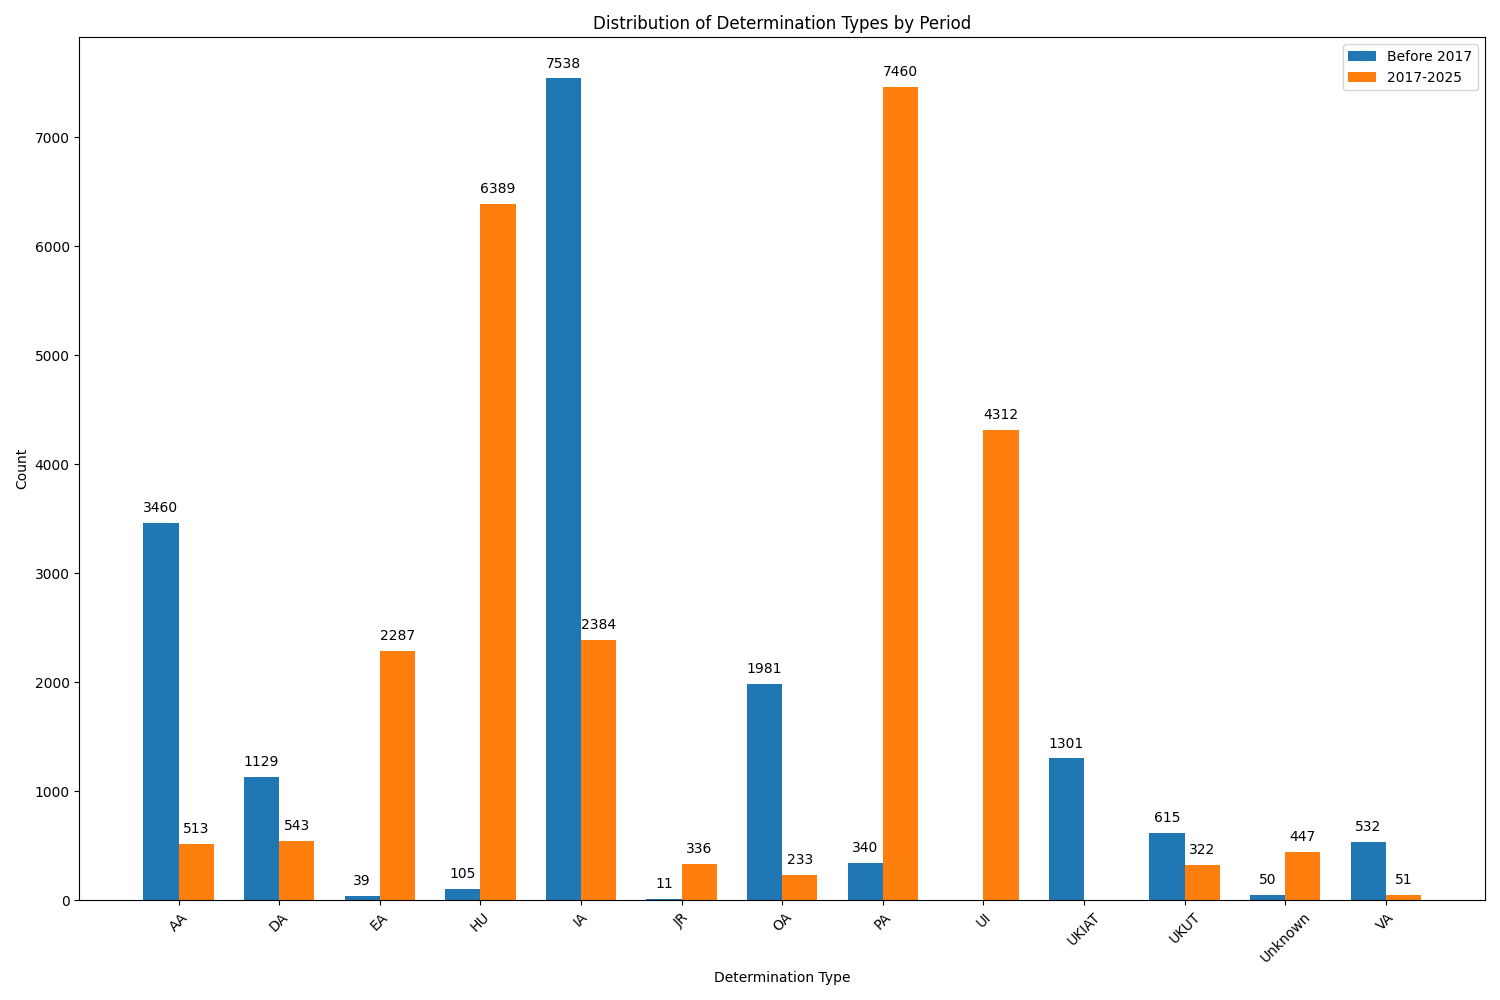 Distribution of Determination Types by Period
Before 2017
2017-2025
Count
7000
6000
5000
4000
3000
2000
1000
0
3460
513
1129
543
39
2287
105
6389
7538
2384
11
336
1981
233
340
7460
4312
1301
615
322
50
447
532
51
AA
DA
EA
HU
IA
JR
OA
PA
UI
UKIAT
UKUT
Unknown
VA
Determination Type